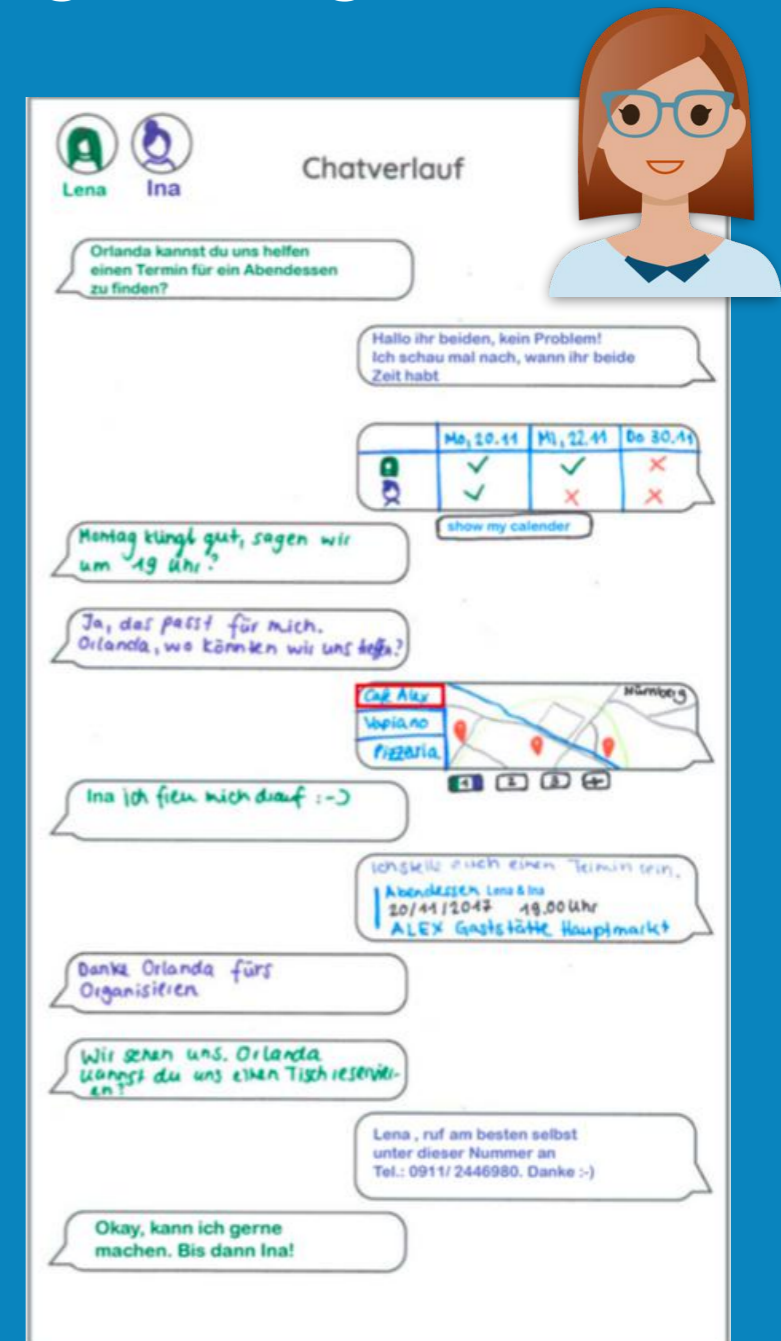 Lena
Ina
Chatverlauf
Orlanda kannst du uns helfen
einen Termin für ein Abendessen
zu finden?
Hallo ihr beiden, kein Problem!
Ich schau mal nach, wann ihr beide
Zeit habt
Mo, 20.11 Mi, 22.11 Do 30.11
show my calender
Montag klingt gut, sagen wir
um 19 Uhr?
Ja, das passt für mich.
Orlanda, wo könnten wir uns treffen?
Café Alex
Nürnberg
Vapiano
Pizzaria
1 2 3 +
Ina ich freu mich drauf :-)
Ich stelle euch einen Termin rein.
Abendessen Lena & Ina
20/11/2017 19.00 Uhr
ALEX Gaststätte Hauptmarkt
Danke Orlanda fürs
Organisieren
Wir sehen uns. Orlanda
kannst du uns einen Tisch reservier-
en?
Lena , ruf am besten selbst
unter dieser Nummer an
Tel.: 0911/ 2446980. Danke :-)
Okay, kann ich gerne
machen. Bis dann Ina!